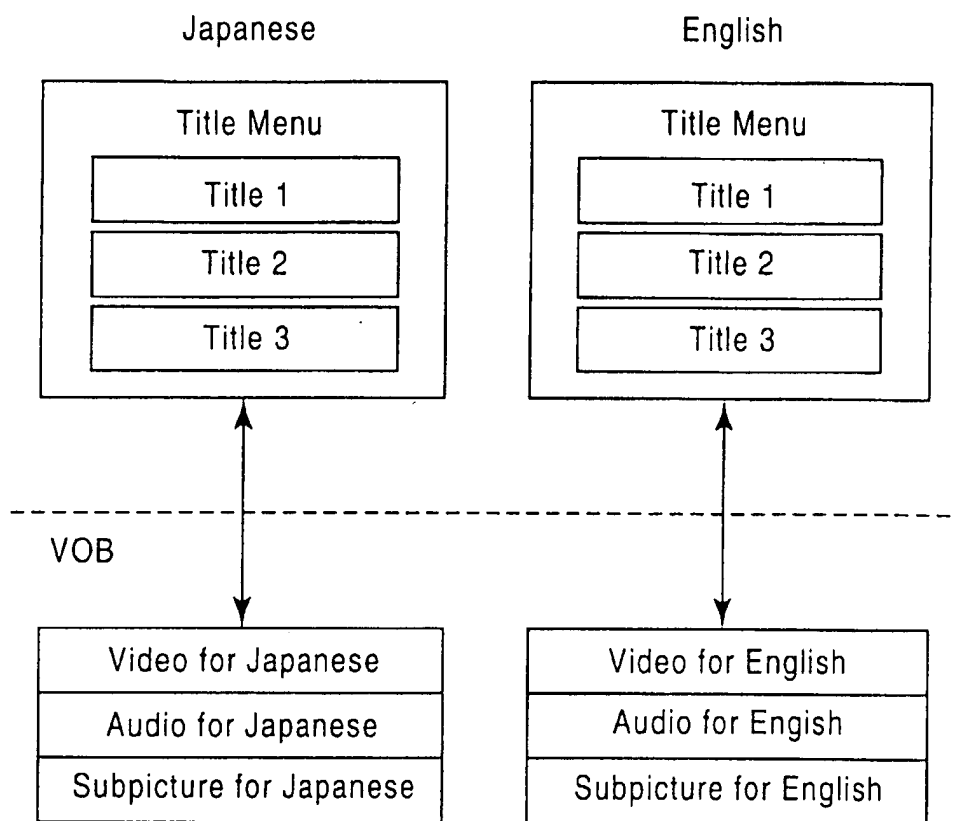 Japanese
English
Title Menu
Title 1
Title 2
Title 3
Title Menu
Title 1
Title 2
Title 3
VOB
Video for Japanese
Audio for Japanese
Subpicture for Japanese
Video for English
Audio for Engish
Subpicture for English